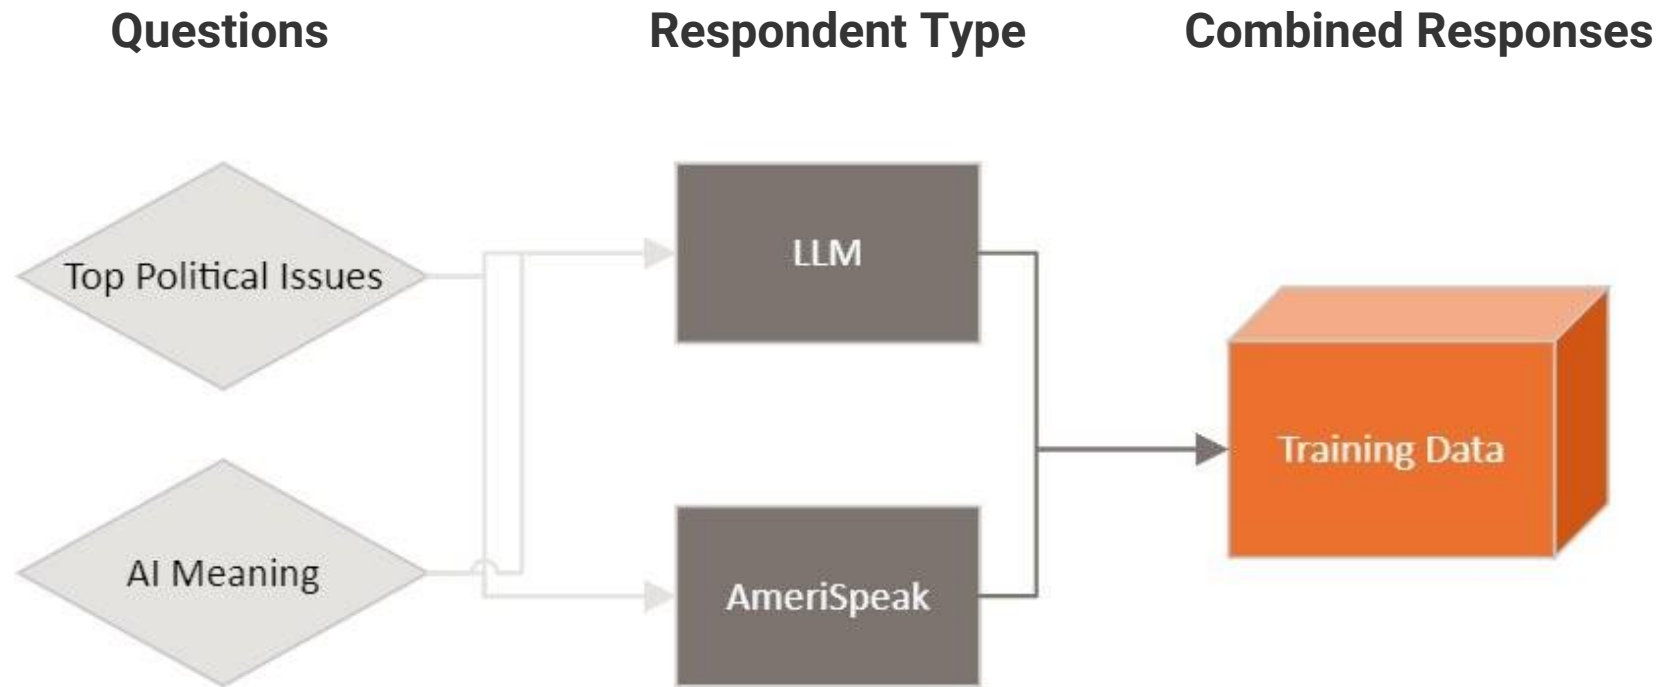 Questions
Respondent Type
Combined Responses
Top Political Issues
LLM
Training Data
AI Meaning
AmeriSpeak